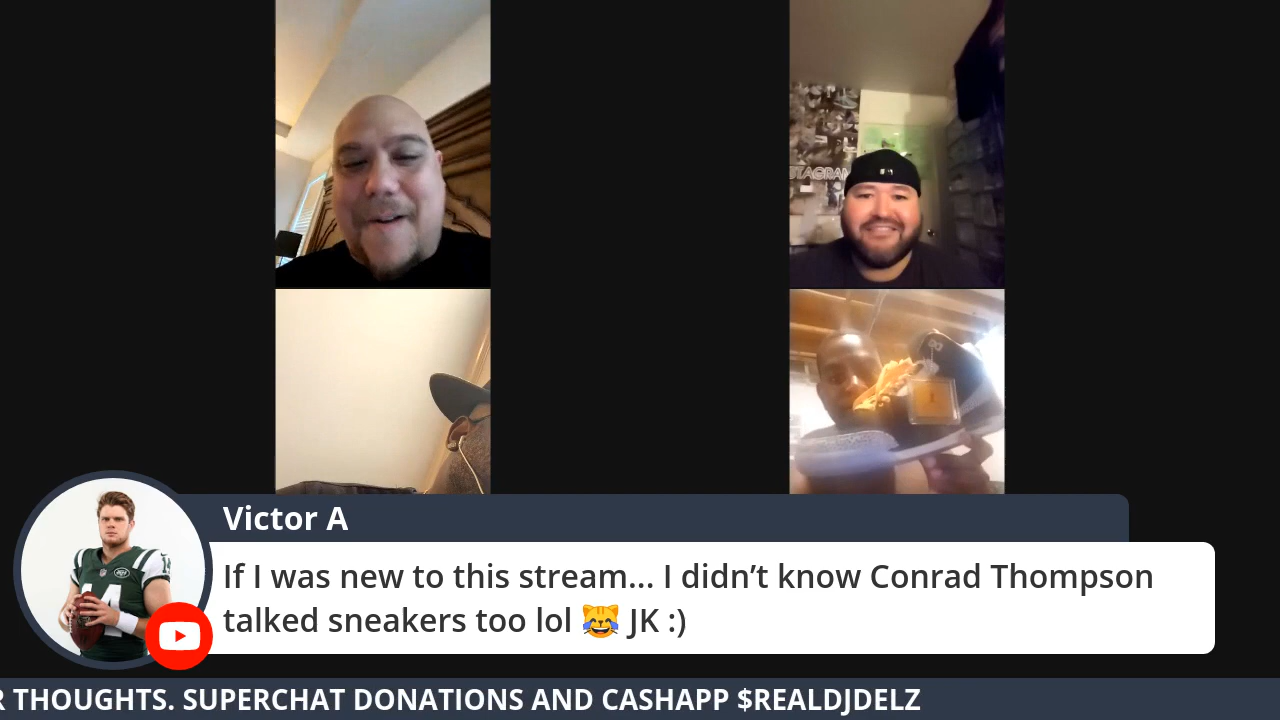 STAGRAM
Victor A
If I was new to this stream... I didn’t know Conrad Thompson
talked sneakers too lol 😹 JK :)
R THOUGHTS. SUPERCHAT DONATIONS AND CASHAPP $REALDJDELZ